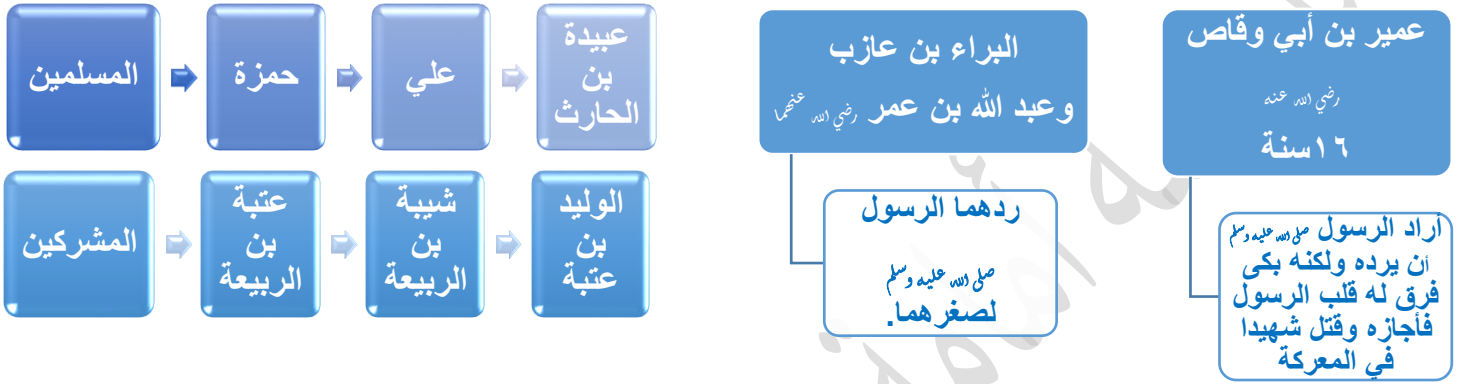 عمير بن أبي وقاص
رضي الله عنه
١٦سنة
أراد الرسول صلى الله عليه وسلم
أن يرده ولكنه بكى
فرق له قلب الرسول
فأجازه وقتل شهيدا
في المعركة
البراء بن عازب
وعبد الله بن عمر رضي الله عنهما
ردهما الرسول
صلى الله عليه وسلم
لصغرهما.
المسلمين
حمزة
علي
عبيدة
بن
الحارث
المشركين
عتبة
بن
الربيعة
شيبة
بن
الربيعة
الوليد
بن
عتبة